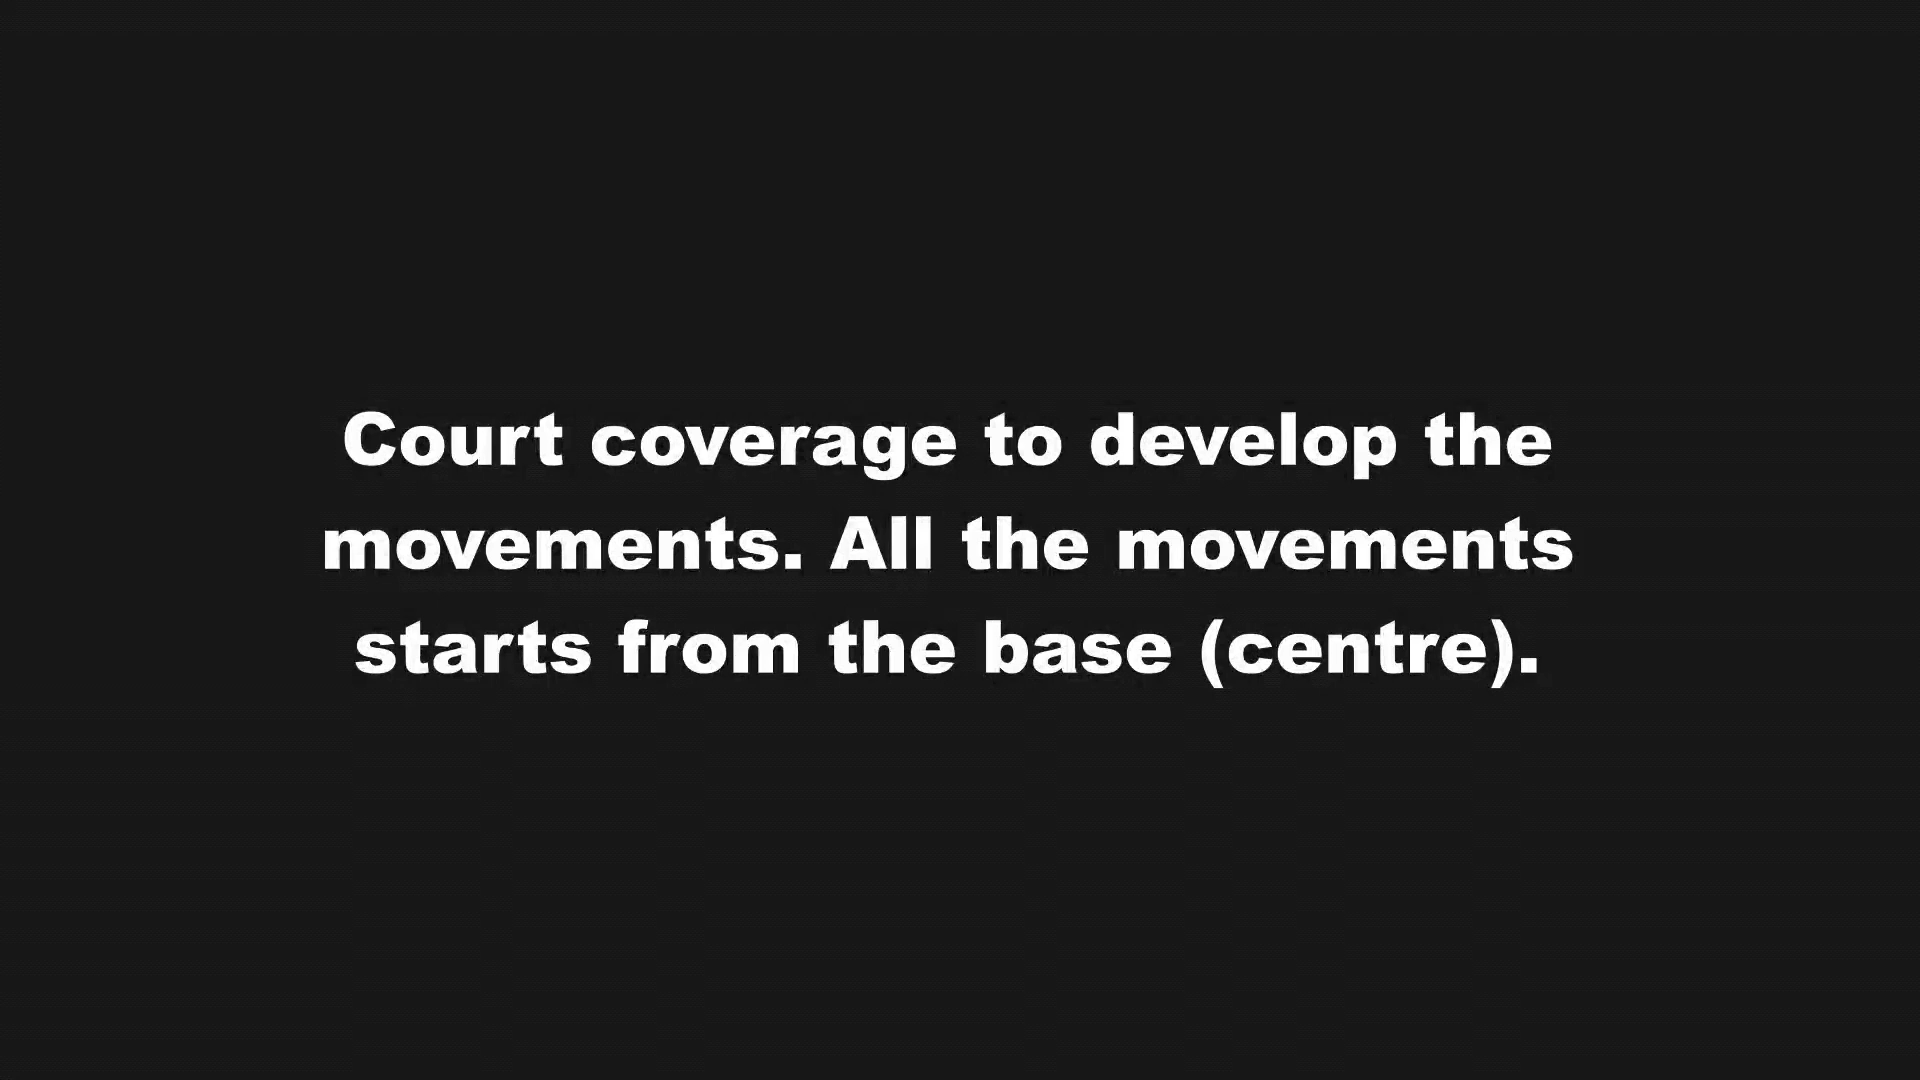 Court coverage to develop the
movements. All the movements
starts from the base (centre).